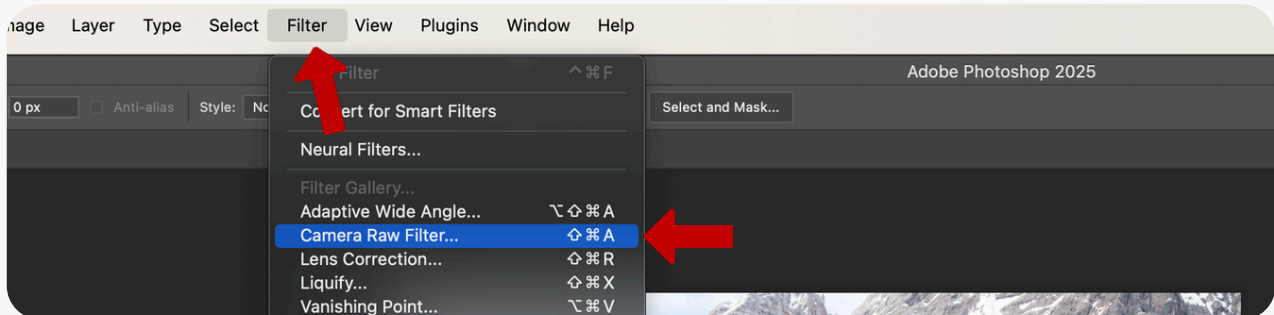 Layer Type Select Filter View Plugins Window Help
Filter ^⌘F
Adobe Photoshop 2025
0 px Anti-alias Style: Select and Mask...
Convert for Smart Filters
Neural Filters...
Filter Gallery...
Adaptive Wide Angle... ⌥⇧⌘A
Camera Raw Filter... ⇧⌘A
Lens Correction... ⇧⌘R
Liquify... ⇧⌘X
Vanishing Point... ⌥⌘V